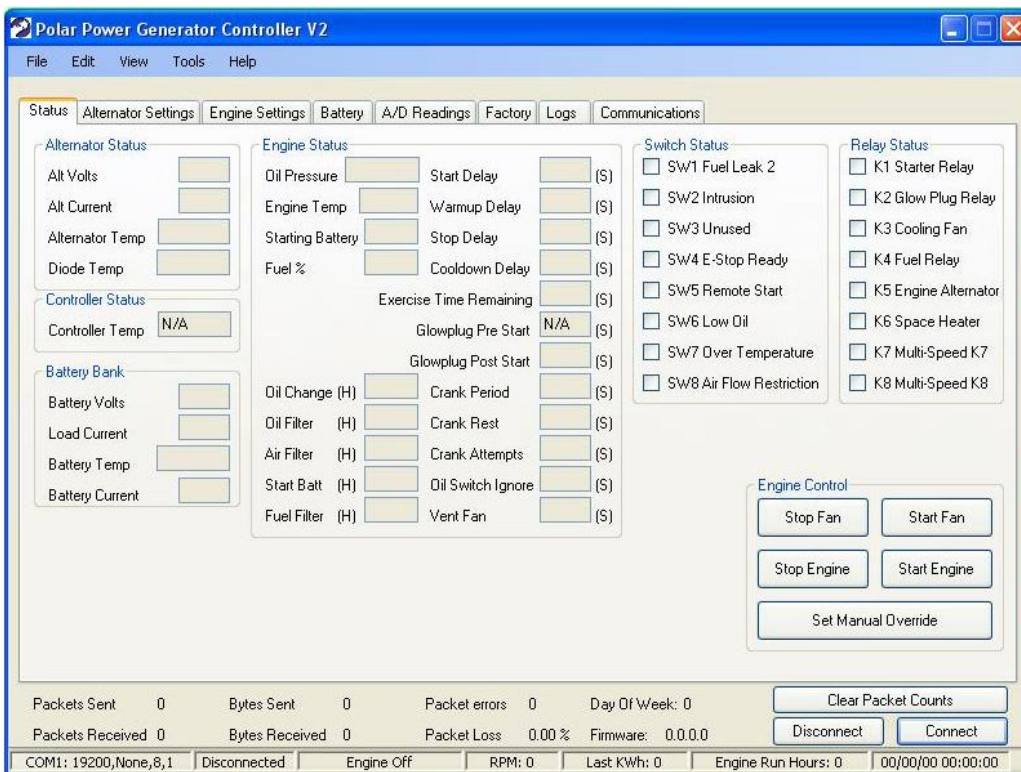 Polar Power Generator Controller V2
File Edit View Tools Help
Status Alternator Settings Engine Settings Battery A/D Readings Factory Logs Communications
Alternator Status
Alt Volts
Alt Current
Alternator Temp
Diode Temp
Controller Status
Controller Temp N/A
Battery Bank
Battery Volts
Load Current
Battery Temp
Battery Current
Engine Status
Oil Pressure Start Delay (S)
Engine Temp Warmup Delay (S)
Starting Battery Stop Delay (S)
Fuel % Cooldown Delay (S)
Exercise Time Remaining (S)
Glowplug Pre Start N/A (S)
Glowplug Post Start (S)
Oil Change (H) Crank Period (S)
Oil Filter (H) Crank Rest (S)
Air Filter (H) Crank Attempts (S)
Start Batt (H) Oil Switch Ignore (S)
Fuel Filter (H) Vent Fan (S)
Switch Status
SW1 Fuel Leak 2
SW2 Intrusion
SW3 Unused
SW4 E-Stop Ready
SW5 Remote Start
SW6 Low Oil
SW7 Over Temperature
SW8 Air Flow Restriction
Relay Status
K1 Starter Relay
K2 Glow Plug Relay
K3 Cooling Fan
K4 Fuel Relay
K5 Engine Alternator
K6 Space Heater
K7 Multi-Speed K7
K8 Multi-Speed K8
Engine Control
Stop Fan Start Fan
Stop Engine Start Engine
Set Manual Override
Packets Sent 0 Bytes Sent 0 Packet errors 0 Day Of Week: 0 Clear Packet Counts
Packets Received 0 Bytes Received 0 Packet Loss 0.00 % Firmware: 0.0.0.0 Disconnect Connect
COM1: 19200,None,8,1 Disconnected Engine Off RPM: 0 Last KWh: 0 Engine Run Hours: 0 00/00/00 00:00:00